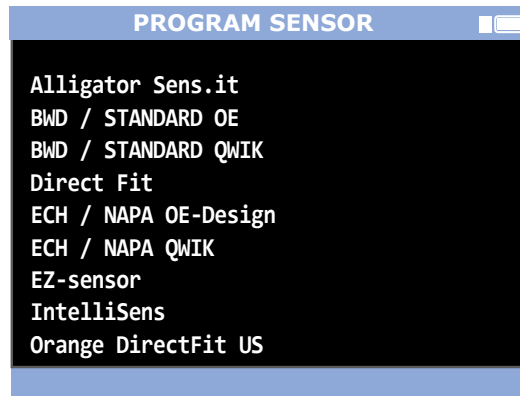 PROGRAM SENSOR
Alligator Sens.it
BWD / STANDARD OE
BWD / STANDARD QWIK
Direct Fit
ECH / NAPA OE-Design
ECH / NAPA QWIK
EZ-sensor
IntelliSens
Orange DirectFit US